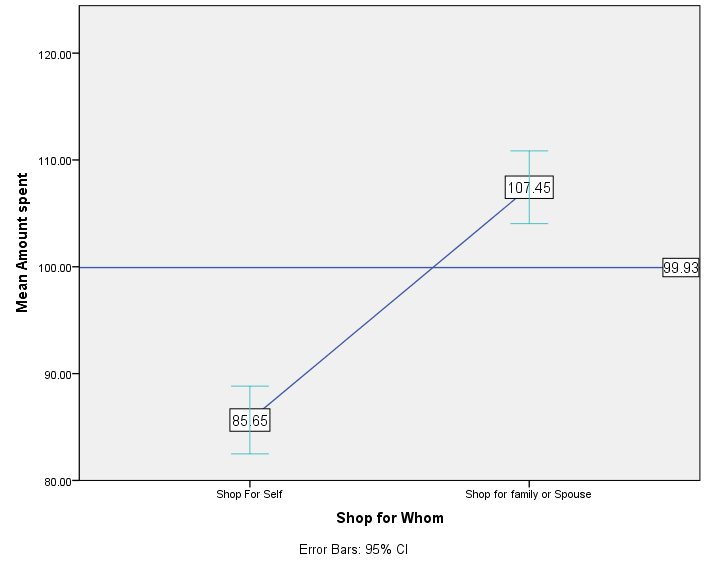 120.00
110.00
100.00
90.00
80.00
Mean Amount spent
107.45
99.93
85.65
Shop For Self
Shop for family or Spouse
Shop for Whom
Error Bars: 95% CI